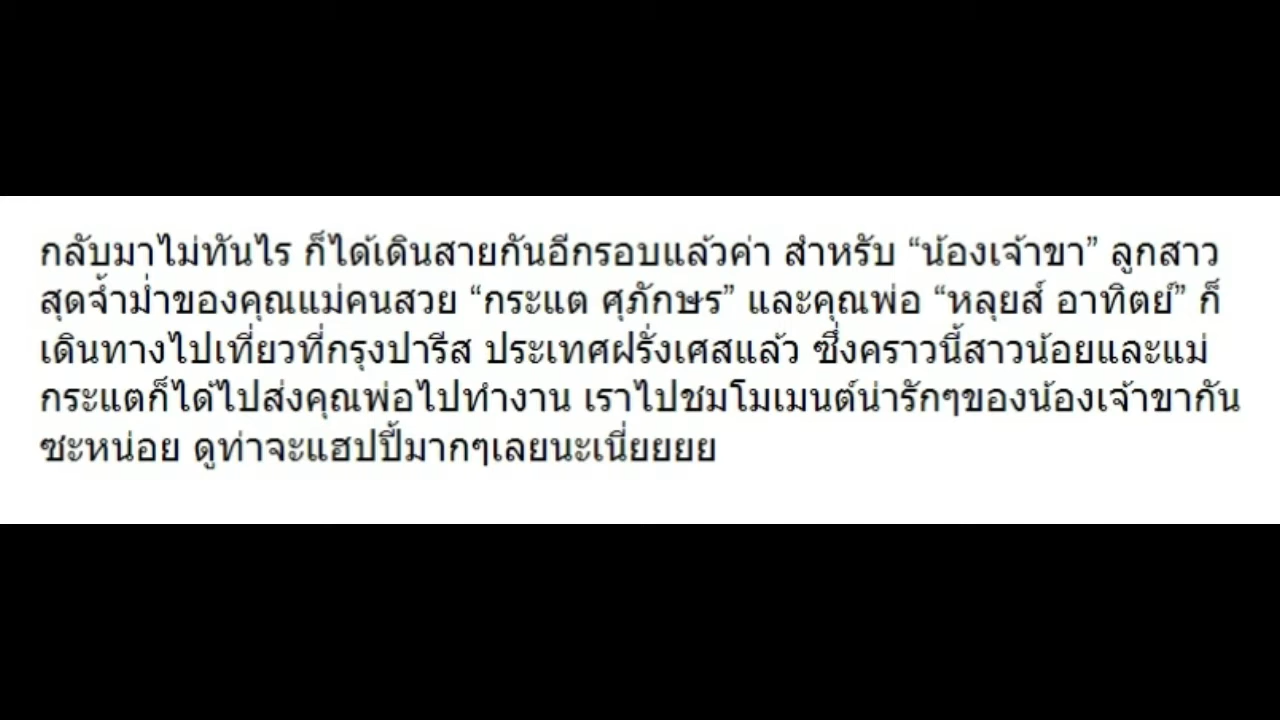 กลับมาไม่ทันไร ก็ได้เดินสายกันอีกรอบแล้วค่า สำหรับ “น้องเจ้าขา” ลูกสาว
สุดจ้ำม่ำของคุณแม่คนสวย “กระแต ศุภักษร” และคุณพ่อ “หลุยส์ อาทิตย์” ก็
เดินทางไปเที่ยวที่กรุงปารีส ประเทศฝรั่งเศสแล้ว ซึ่งคราวนี้สาวน้อยและแม่
กระแตก็ได้ไปส่งคุณพ่อไปทำงาน เราไปชมโมเมนต์น่ารักๆของน้องเจ้าขากัน
ซะหน่อย ดูท่าจะแฮปปี้มากๆเลยนะเนี่ยยยย